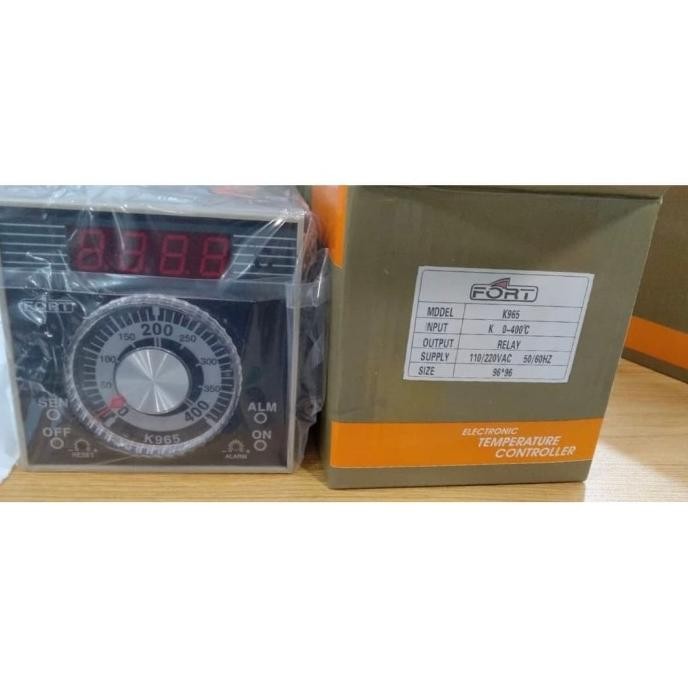 FORT
200
150 250
100 300
50 350
0 400
SEN ALM
OFF ON
RESET K965 ALARM
FORT
MODEL K965
INPUT K 0-400℃
OUTPUT RELAY
SUPPLY 110/220VAC 50/60HZ
SIZE 96*96
ELECTRONIC
TEMPERATURE
CONTROLLER